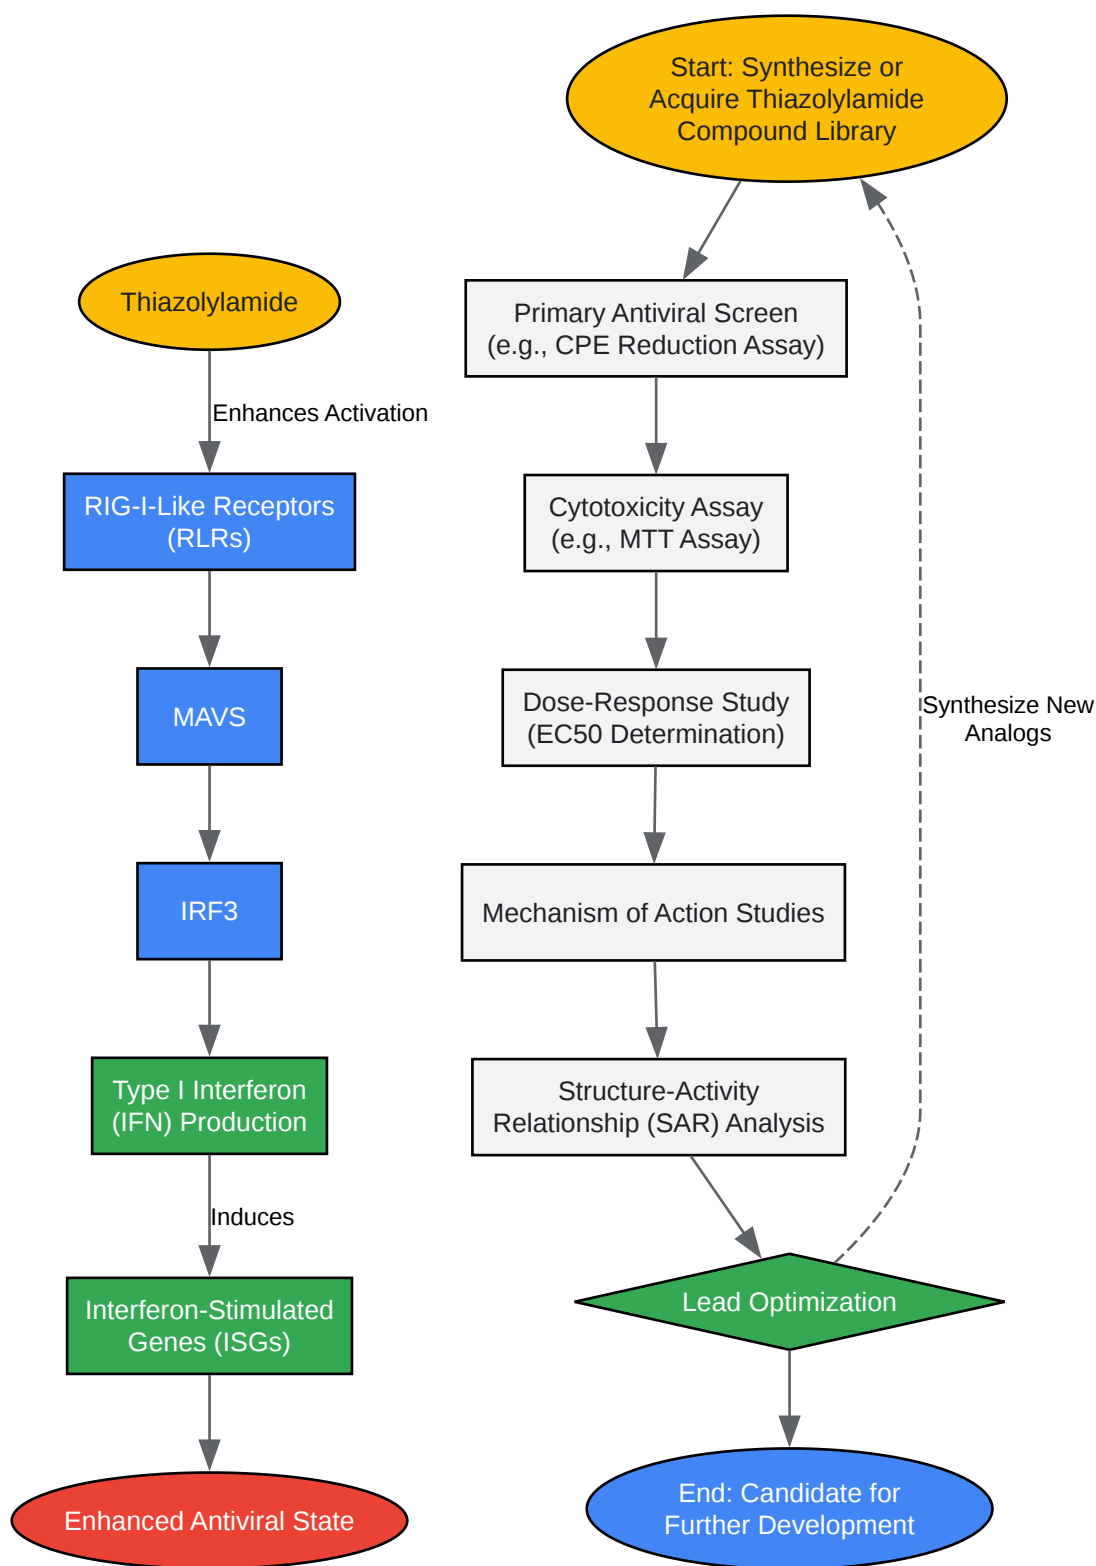 Thiazolylamide
Enhances Activation
RIG-I-Like Receptors
(RLRs)
MAVS
IRF3
Type I Interferon
(IFN) Production
Induces
Interferon-Stimulated
Genes (ISGs)
Enhanced Antiviral State
Start: Synthesize or
Acquire Thiazolylamide
Compound Library
Primary Antiviral Screen
(e.g., CPE Reduction Assay)
Cytotoxicity Assay
(e.g., MTT Assay)
Dose-Response Study
(EC50 Determination)
Mechanism of Action Studies
Structure-Activity
Relationship (SAR) Analysis
Lead Optimization
Synthesize New
Analogs
End: Candidate for
Further Development